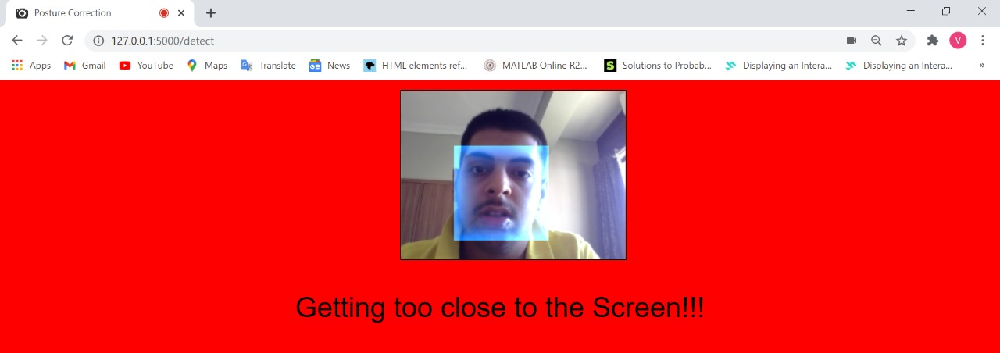 Posture Correction
127.0.0.1:5000/detect
V
Apps Gmail YouTube Maps Translate News HTML elements ref... MATLAB Online R2... Solutions to Probab... Displaying an Intera... Displaying an Intera... »
Getting too close to the Screen!!!